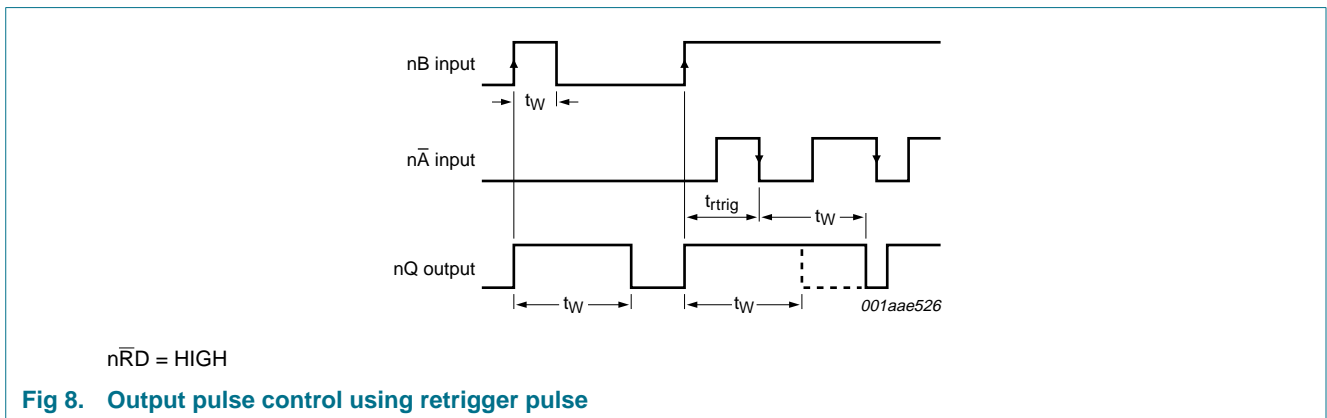 nB input
tW
nA̅ input
trtrig
tW
nQ output
tW
tW
001aae526
nR̅D = HIGH
Fig 8. Output pulse control using retrigger pulse